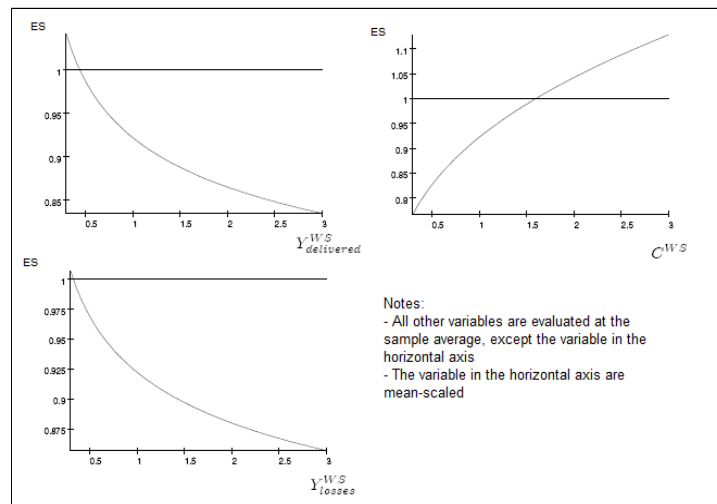 ES
1
0.95
0.9
0.85
0.5
1
1.5
2
2.5
3
Y^{WS}_{delivered}
ES
1.1
1.05
1
0.95
0.9
0.85
0.8
0.5
1
1.5
2
2.5
3
C^{WS}
ES
1
0.975
0.95
0.925
0.9
0.875
0.5
1
1.5
2
2.5
3
Y^{WS}_{losses}
Notes:
- All other variables are evaluated at the
sample average, except the variable in the
horizontal axis
- The variable in the horizontal axis are
mean-scaled